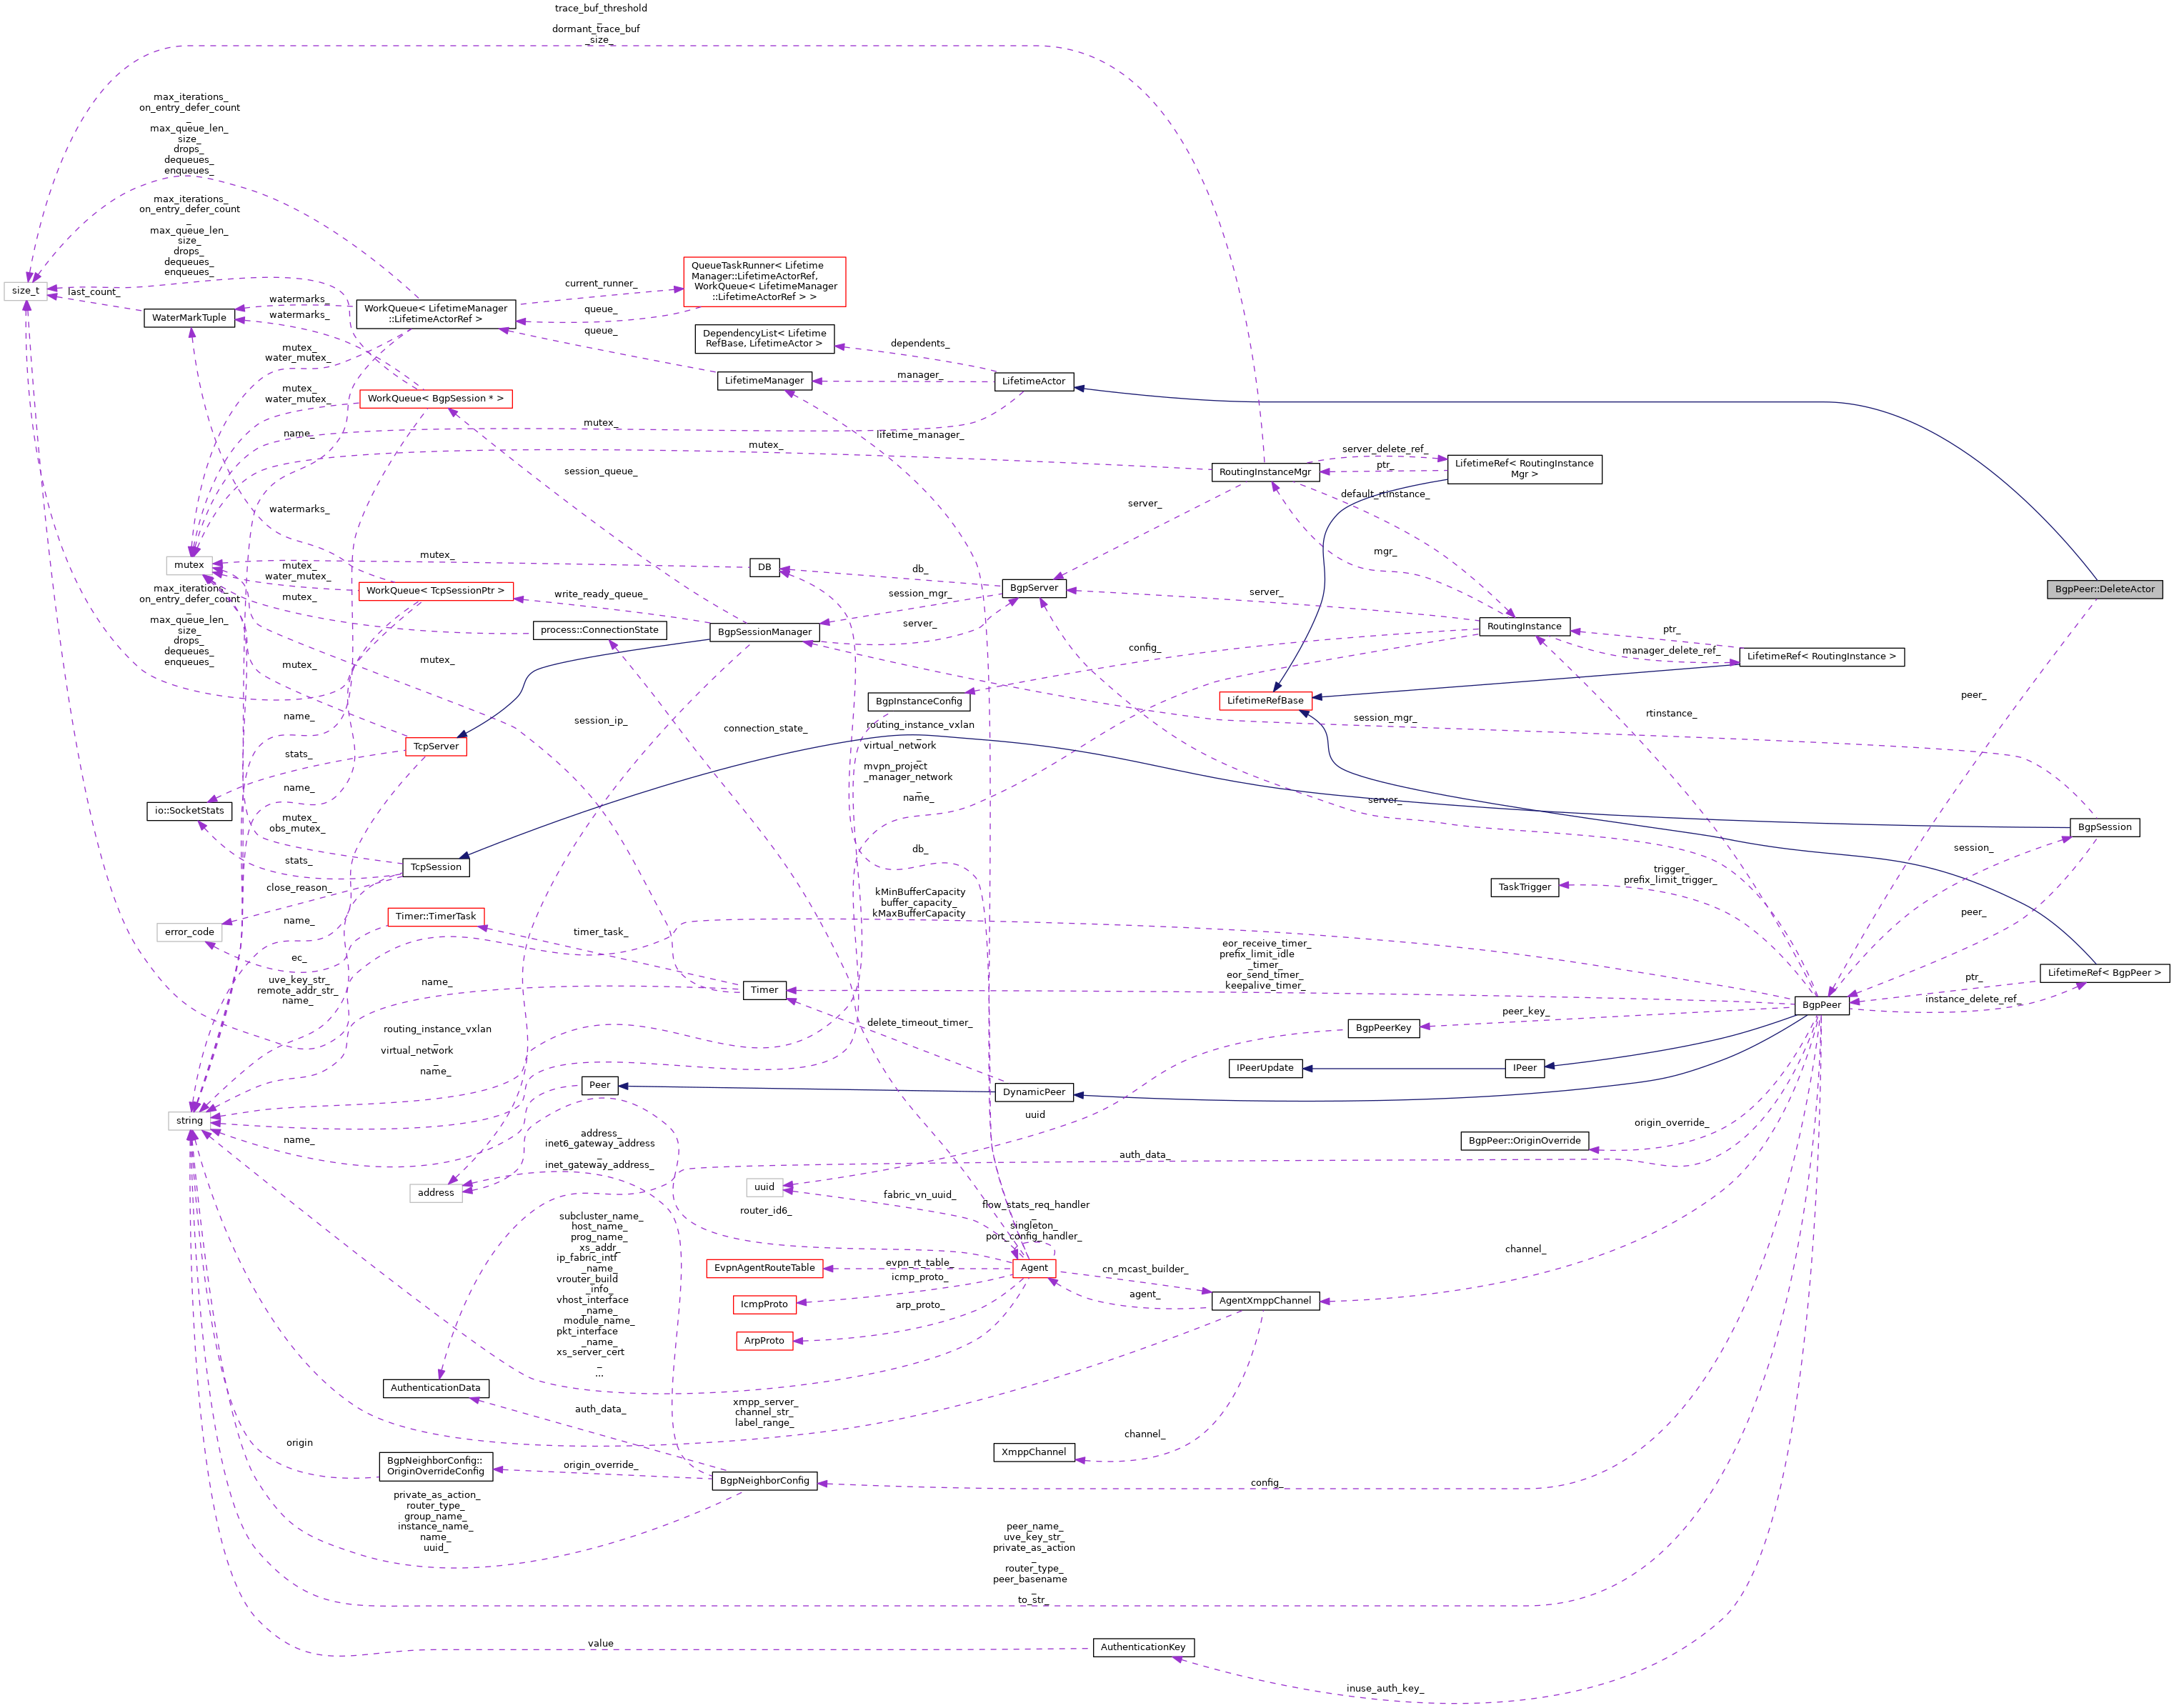 trace_buf_threshold
_
dormant_trace_buf
_size_
max_iterations_
on_entry_defer_count
_
max_queue_len_
size_
drops_
dequeues_
enqueues_
max_iterations_
on_entry_defer_count
_
max_queue_len_
size_
drops_
dequeues_
enqueues_
size_t
last_count_
WaterMarkTuple
watermarks_
watermarks_
WorkQueue< LifetimeManager
::LifetimeActorRef >
current_runner_
queue_
QueueTaskRunner< Lifetime
Manager::LifetimeActorRef,
WorkQueue< LifetimeManager
::LifetimeActorRef > >
queue_
DependencyList< Lifetime
RefBase, LifetimeActor >
dependents_
LifetimeManager
manager_
LifetimeActor
mutex_
water_mutex_
WorkQueue< BgpSession * >
mutex_
water_mutex_
name_
mutex_
lifetime_manager_
mutex_
session_queue_
RoutingInstanceMgr
server_delete_ref_
ptr_
LifetimeRef< RoutingInstance
Mgr >
default_rtinstance_
server_
watermarks_
mgr_
mutex
mutex_
DB
db_
BgpServer
mutex_
water_mutex_
WorkQueue< TcpSessionPtr >
write_ready_queue_
session_mgr_
server_
BgpPeer::DeleteActor
max_iterations_
on_entry_defer_count
_
max_queue_len_
size_
drops_
dequeues_
enqueues_
mutex_
process::ConnectionState
BgpSessionManager
server_
RoutingInstance
ptr_
manager_delete_ref_
LifetimeRef< RoutingInstance >
config_
mutex_
mutex_
BgpInstanceConfig
LifetimeRefBase
peer_
name_
session_ip_
connection_state_
routing_instance_vxlan
_
virtual_network
_
mvpn_project
_manager_network
_
name_
session_mgr_
rtinstance_
TcpServer
stats_
name_
io::SocketStats
server_
mutex_
obs_mutex_
BgpSession
session_
db_
stats_
TcpSession
trigger_
prefix_limit_trigger_
TaskTrigger
close_reason_
kMinBufferCapacity
buffer_capacity_
kMaxBufferCapacity
peer_
name_
Timer::TimerTask
error_code
timer_task_
ec_
eor_receive_timer_
prefix_limit_idle
_timer_
eor_send_timer_
keepalive_timer_
LifetimeRef< BgpPeer >
ptr_
instance_delete_ref_
uve_key_str_
remote_addr_str_
name_
name_
Timer
BgpPeer
peer_key_
delete_timeout_timer_
BgpPeerKey
routing_instance_vxlan
_
virtual_network
_
name_
IPeerUpdate
IPeer
Peer
DynamicPeer
string
uuid
origin_override_
name_
address_
inet6_gateway_address
_
inet_gateway_address_
BgpPeer::OriginOverride
auth_data_
address
uuid
fabric_vn_uuid_
router_id6_
flow_stats_req_handler
_
singleton_
port_config_handler_
subcluster_name_
host_name_
prog_name_
xs_addr_
ip_fabric_intf
_name_
vrouter_build
_info_
vhost_interface
_name_
module_name_
pkt_interface
_name_
xs_server_cert
_
...
channel_
EvpnAgentRouteTable
evpn_rt_table_
Agent
cn_mcast_builder_
icmp_proto_
IcmpProto
agent_
AgentXmppChannel
arp_proto_
ArpProto
AuthenticationData
auth_data_
xmpp_server_
channel_str_
label_range_
channel_
origin
XmppChannel
BgpNeighborConfig::
OriginOverrideConfig
origin_override_
BgpNeighborConfig
config_
private_as_action_
router_type_
group_name_
instance_name_
name_
uuid_
peer_name_
uve_key_str_
private_as_action
_
router_type_
peer_basename
_
to_str_
value
AuthenticationKey
inuse_auth_key_